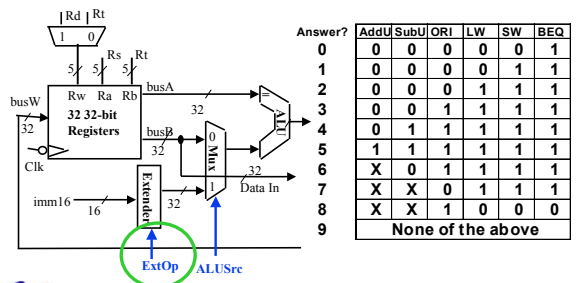 Rd Rt
1 0
Rs Rt
5 5 5
Rw Ra Rb
busA
busW
32
32 32-bit
Registers
32
busB
32
Clk
=
ALU
0
Mux
1
32
Data In
imm16
16
Extender
32
ExtOp
ALUSrc
Answer? AddU SubU ORI LW SW BEQ
0 0 0 0 0 0 1
1 0 0 0 0 1 1
2 0 0 0 1 1 1
3 0 0 1 1 1 1
4 0 1 1 1 1 1
5 1 1 1 1 1 1
6 X 0 1 1 1 1
7 X X 0 1 1 1
8 X X 1 0 0 0
9 None of the above